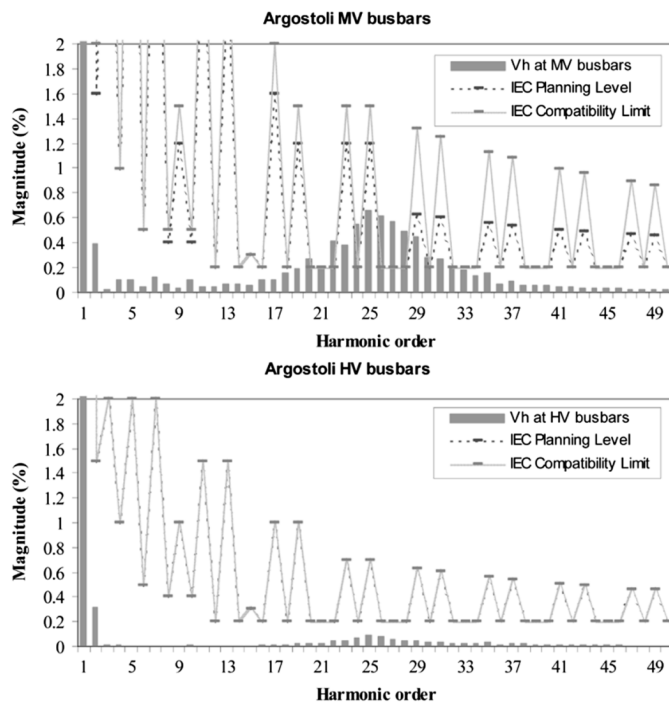 Argostoli MV busbars
Magnitude (%)
2
1.8
1.6
1.4
1.2
1
0.8
0.6
0.4
0.2
0
Vh at MV busbars
IEC Planning Level
IEC Compatibility Limit
1 5 9 13 17 21 25 29 33 37 41 45 49
Harmonic order
Argostoli HV busbars
Magnitude (%)
2
1.8
1.6
1.4
1.2
1
0.8
0.6
0.4
0.2
0
Vh at HV busbars
IEC Planning Level
IEC Compatibility Limit
1 5 9 13 17 21 25 29 33 37 41 45 49
Harmonic order